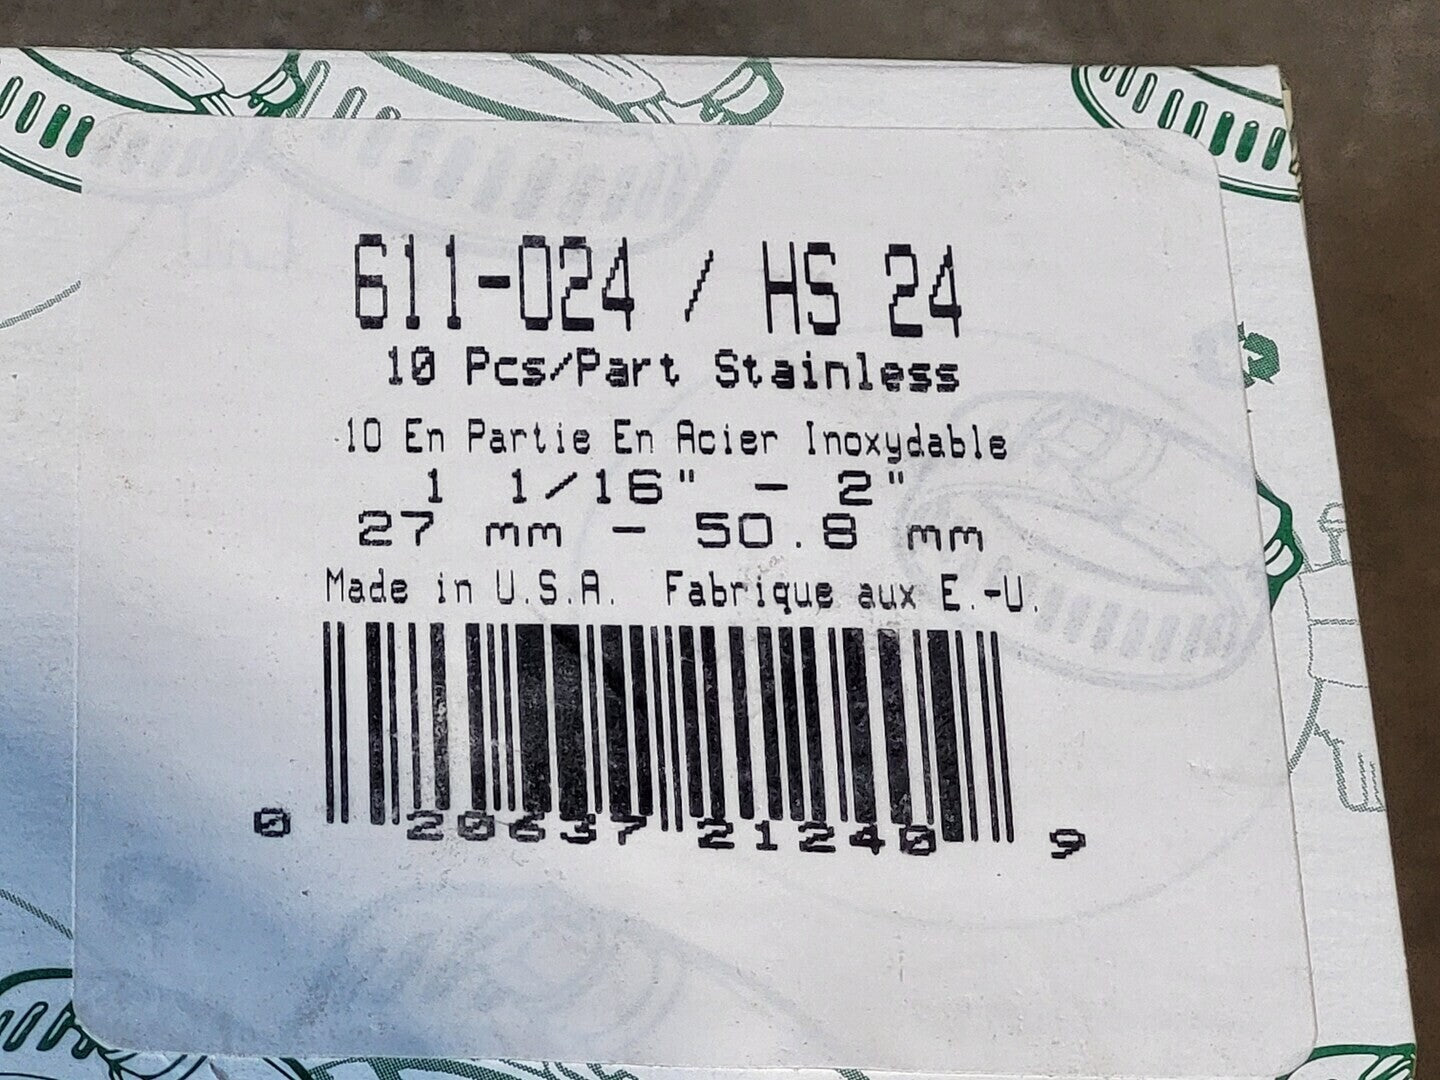 611-024 / HS 24
10 Pcs/Part Stainless
10 En Partie En Acier Inoxydable
1 1/16" - 2"
27 mm - 50.8 mm
Made in U.S.A. Fabrique aux E.-U.
0 20637 21240 9